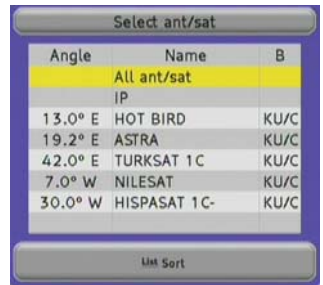 Select ant/sat
Angle Name B
All ant/sat
IP
13.0° E HOT BIRD KU/C
19.2° E ASTRA KU/C
42.0° E TURKSAT 1C KU/C
7.0° W NILESAT KU/C
30.0° W HISPASAT 1C- KU/C
List Sort